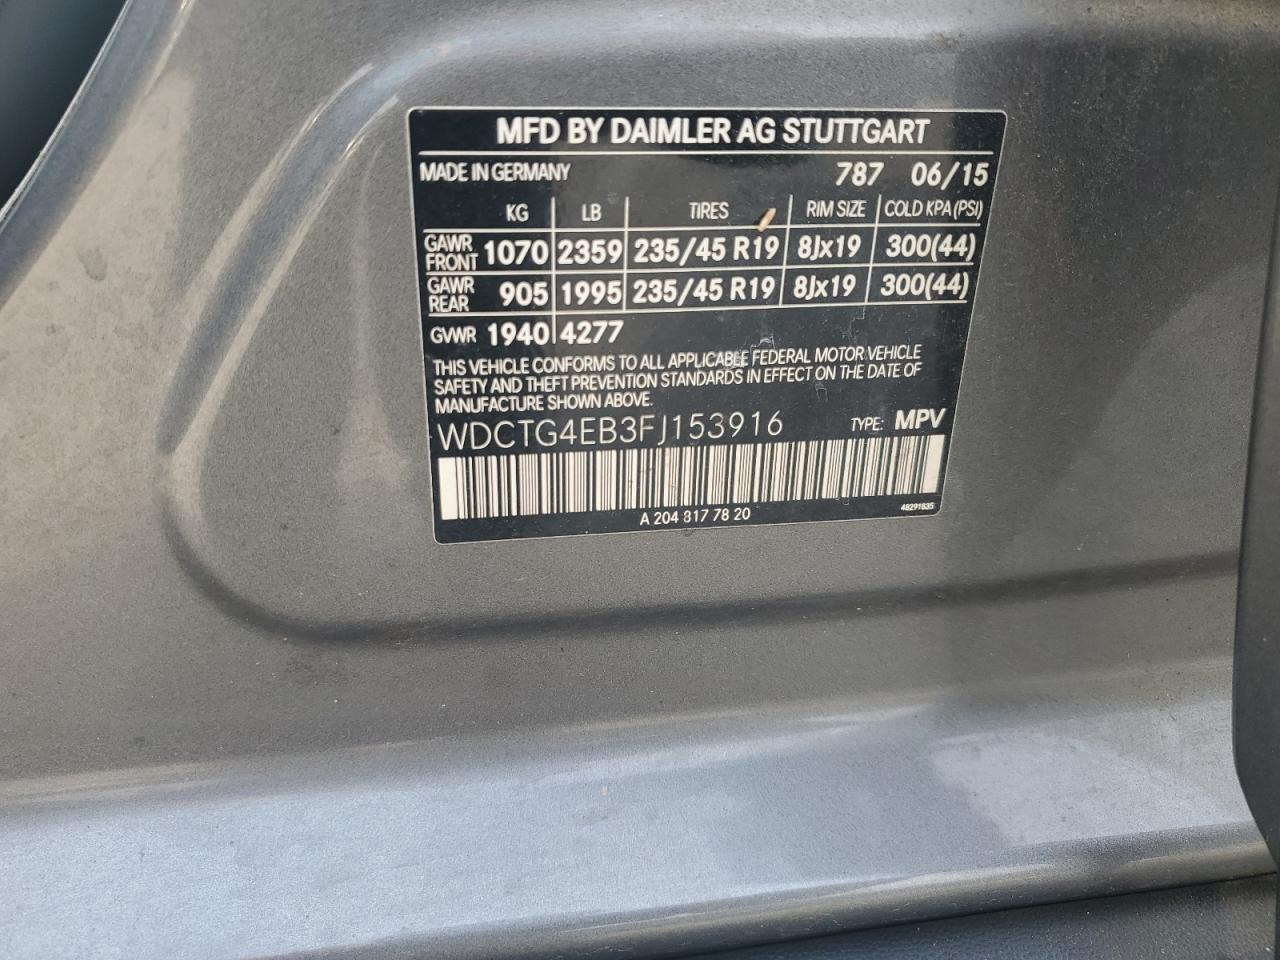 MFD BY DAIMLER AG STUTTGART
MADE IN GERMANY 787 06/15
KG LB TIRES RIM SIZE COLD KPA (PSI)
GAWR FRONT 1070 2359 235/45 R19 8Jx19 300(44)
GAWR REAR 905 1995 235/45 R19 8Jx19 300(44)
GVWR 1940 4277
THIS VEHICLE CONFORMS TO ALL APPLICABLE FEDERAL MOTOR VEHICLE
SAFETY AND THEFT PREVENTION STANDARDS IN EFFECT ON THE DATE OF
MANUFACTURE SHOWN ABOVE.
WDCTG4EB3FJ153916 TYPE: MPV
A 204 817 78 20 48291835